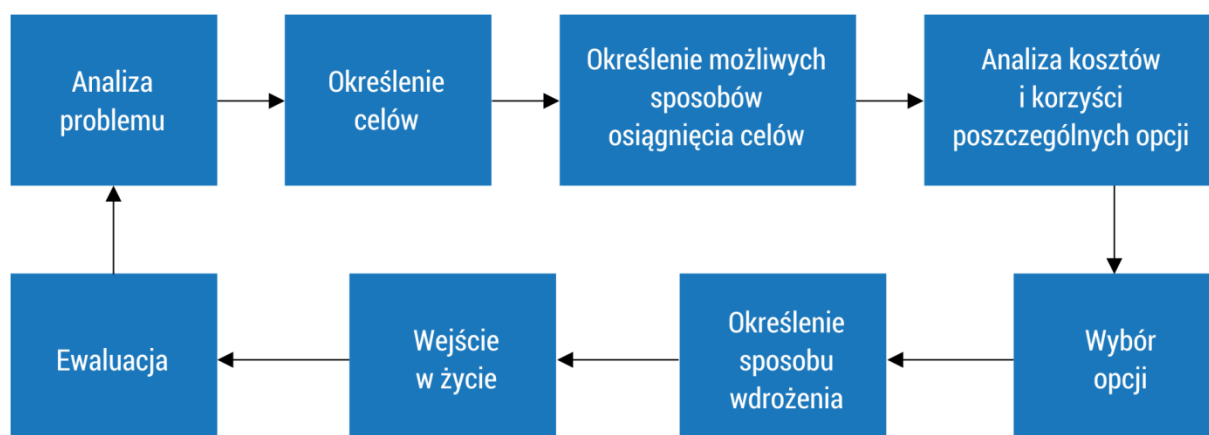 Analiza
problemu
Określenie
celów
Określenie możliwych
sposobów
osiągnięcia celów
Analiza kosztów
i korzyści
poszczególnych opcji
Ewaluacja
Wejście
w życie
Określenie
sposobu
wdrożenia
Wybór
opcji